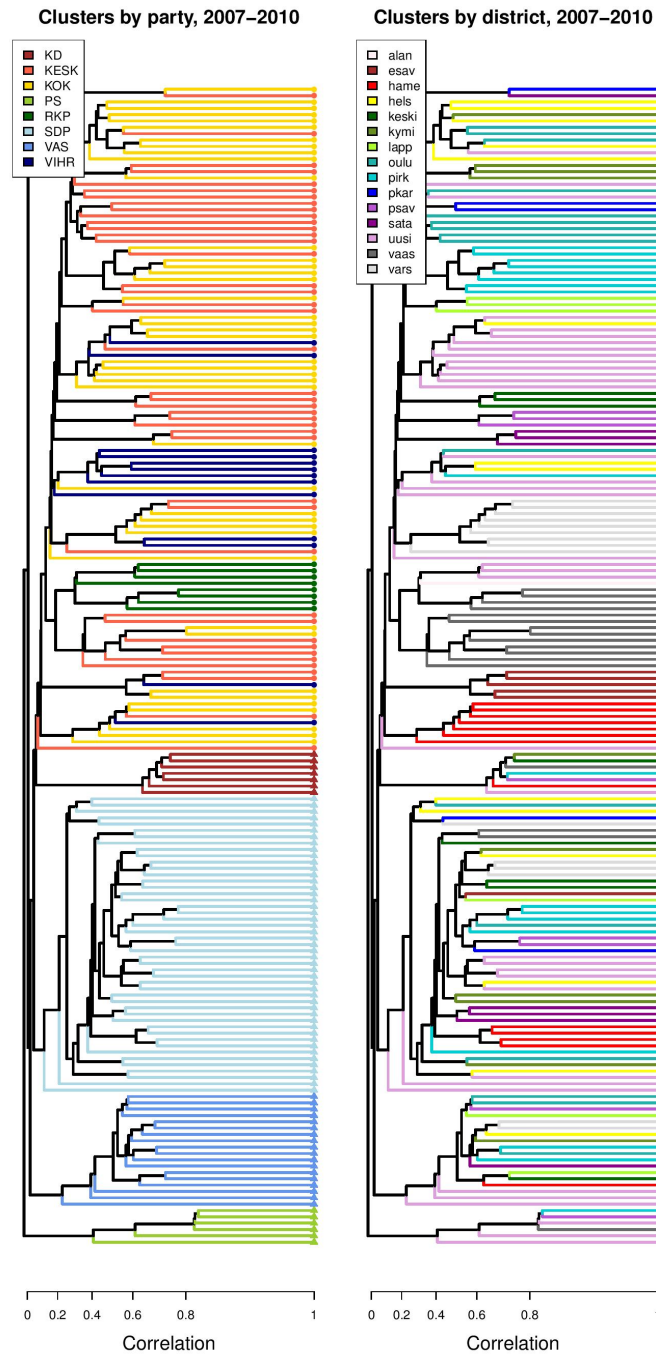 Clusters by party, 2007−2010
KD
KESK
KOK
PS
RKP
SDP
VAS
VIHR
0 0.2 0.4 0.6 0.8 1
Correlation
Clusters by district, 2007−2010
alan
esav
hame
hels
keski
kymi
lapp
oulu
pirk
pkar
psav
sata
uusi
vaas
vars
0 0.2 0.4 0.6 0.8
Correlation